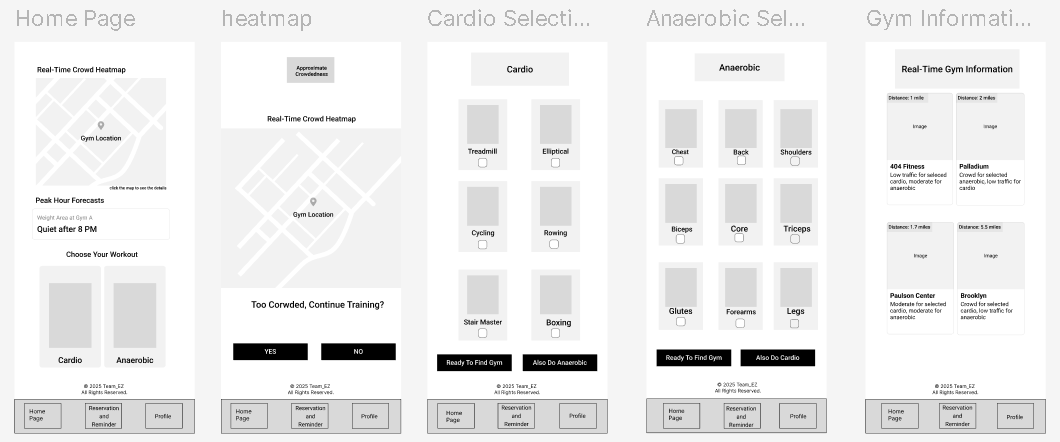 Home Page
Real-Time Crowd Heatmap
Gym Location
click the map to see the details
Peak Hour Forecasts
Weight Area at Gym A
Quiet after 8 PM
Choose Your Workout
Cardio
Anaerobic
© 2025 Team_EZ
All Rights Reserved.
Home
Page
Reservation
and
Reminder
Profile
heatmap
Approximate
Crowdedness
Real-Time Crowd Heatmap
Gym Location
Too Corwded, Continue Training?
YES
NO
© 2025 Team_EZ
All Rights Reserved.
Home
Page
Reservation
and
Reminder
Profile
Cardio Selecti...
Cardio
Treadmill
Elliptical
Cycling
Rowing
Stair Master
Boxing
Ready To Find Gym
Also Do Anaerobic
© 2025 Team_EZ
All Rights Reserved.
Home
Page
Reservation
and
Reminder
Profile
Anaerobic Sel...
Anaerobic
Chest
Back
Shoulders
Biceps
Core
Triceps
Glutes
Forearms
Legs
Ready To Find Gym
Also Do Cardio
© 2025 Team_EZ
All Rights Reserved.
Home
Page
Reservation
and
Reminder
Profile
Gym Informati...
Real-Time Gym Information
Distance: 1 mile
Image
404 Fitness
Low traffic for seleced
cardio, moderate for
anaerobic
Distance: 2 miles
Image
Palladium
Crowd for selected
anaerobic, low traffic for
cardio
Distance: 1.7 miles
Image
Paulson Center
Moderate for selected
cardio, moderate for
anaerobic
Distance: 5.5 miles
Image
Brooklyn
Crowd for selected
cardio, low traffic for
anaerobic
© 2025 Team_EZ
All Rights Reserved.
Home
Page
Reservation
and
Reminder
Profile